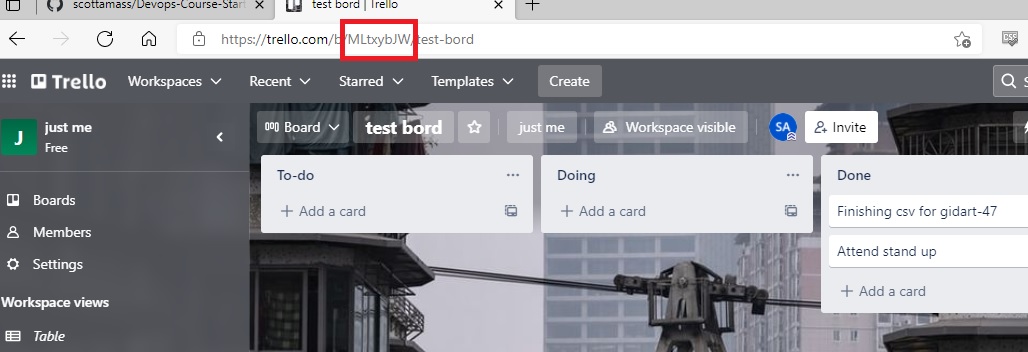 scottamass/Devops-Course-Start
test bord | Trello
https://trello.com/b/MLtxybJW/test-bord
Trello Workspaces Recent Starred Templates Create
J just me
Free
Board test bord just me Workspace visible SA Invite
Boards
Members
Settings
Workspace views
Table
To-do
Add a card
Doing
Add a card
Done
Finishing csv for gidart-47
Attend stand up
Add a card